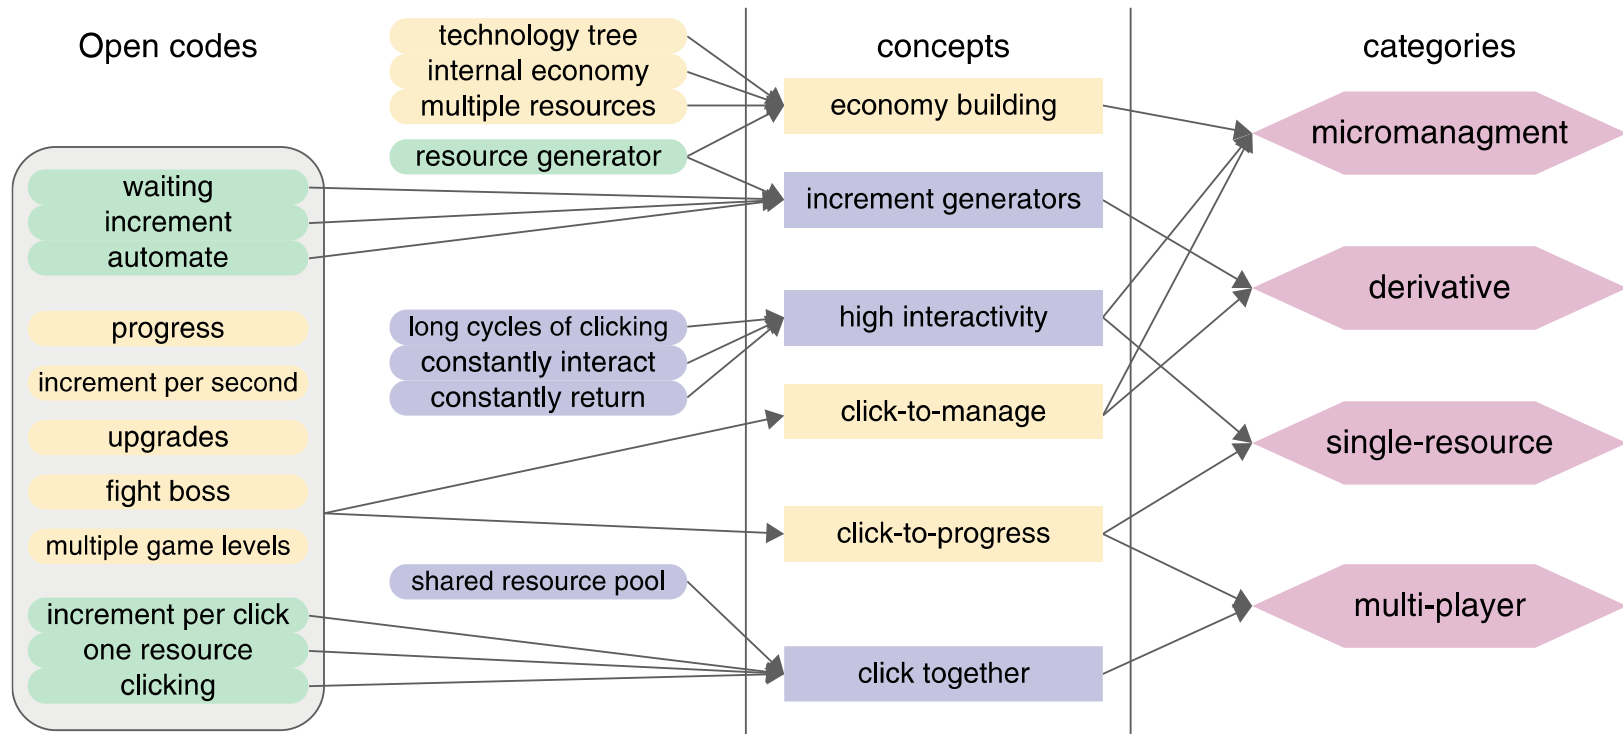 Open codes
waiting
increment
automate
progress
increment per second
upgrades
fight boss
multiple game levels
increment per click
one resource
clicking
technology tree
internal economy
multiple resources
resource generator
long cycles of clicking
constantly interact
constantly return
shared resource pool
concepts
economy building
increment generators
high interactivity
click-to-manage
click-to-progress
click together
categories
micromanagment
derivative
single-resource
multi-player